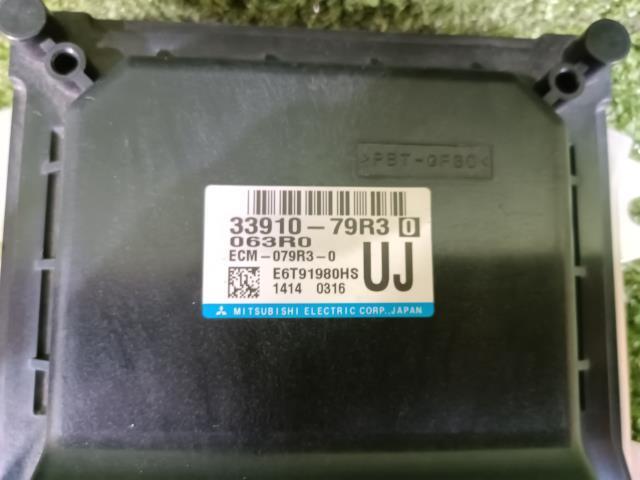 >PBT-GF30<
33910-79R3 0
063R0
ECM-079R3-0
E6T91980HS
UJ
1414 0316
MITSUBISHI ELECTRIC CORP.,JAPAN